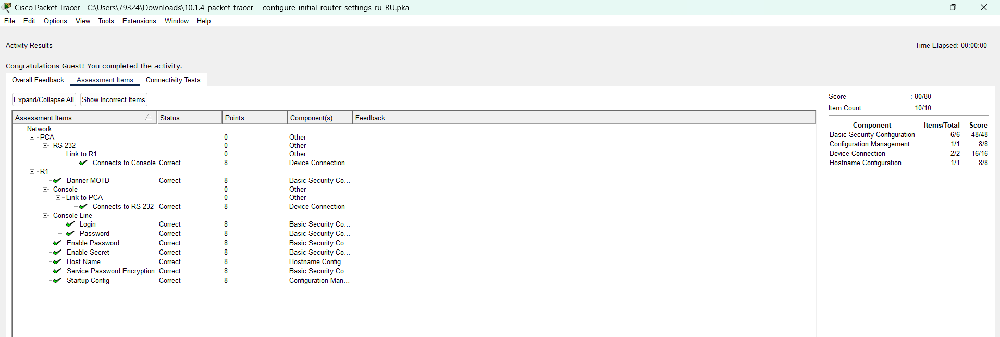 Cisco Packet Tracer - C:\Users\79324\Downloads\10.1.4-packet-tracer---configure-initial-router-settings_ru-RU.pka
File Edit Options View Tools Extensions Window Help
Activity Results Time Elapsed: 00:00:00
Congratulations Guest! You completed the activity.
Overall Feedback Assessment Items Connectivity Tests
Expand/Collapse All Show Incorrect Items
Assessment Items Status Points Component(s) Feedback
Network
PCA 0 Other
RS 232 0 Other
Link to R1 0 Other
Connects to Console Correct 8 Device Connection
R1
Banner MOTD Correct 8 Basic Security Co...
Console 0 Other
Link to PCA 0 Other
Connects to RS 232 Correct 8 Device Connection
Console Line
Login Correct 8 Basic Security Co...
Password Correct 8 Basic Security Co...
Enable Password Correct 8 Basic Security Co...
Enable Secret Correct 8 Basic Security Co...
Host Name Correct 8 Hostname Config...
Service Password Encryption Correct 8 Basic Security Co...
Startup Config Correct 8 Configuration Man...
Score : 80/80
Item Count : 10/10
Component Items/Total Score
Basic Security Configuration 6/6 48/48
Configuration Management 1/1 8/8
Device Connection 2/2 16/16
Hostname Configuration 1/1 8/8